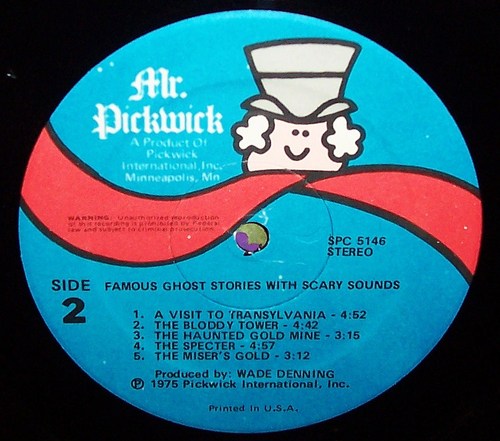 Mr.
Pickwick
A Product Of
Pickwick
International, Inc.
Minneapolis, Mn.
WARNING: Unauthorized reproduction
of this recording is prohibited by Federal
law and subject to criminal prosecution.
SPC 5146
STEREO
SIDE
2
FAMOUS GHOST STORIES WITH SCARY SOUNDS
1. A VISIT TO TRANSYLVANIA - 4:52
2. THE BLOODY TOWER - 4:42
3. THE HAUNTED GOLD MINE - 3:15
4. THE SPECTER - 4:57
5. THE MISER'S GOLD - 3:12
Produced by: WADE DENNING
℗ 1975 Pickwick International, Inc.
Printed in U.S.A.